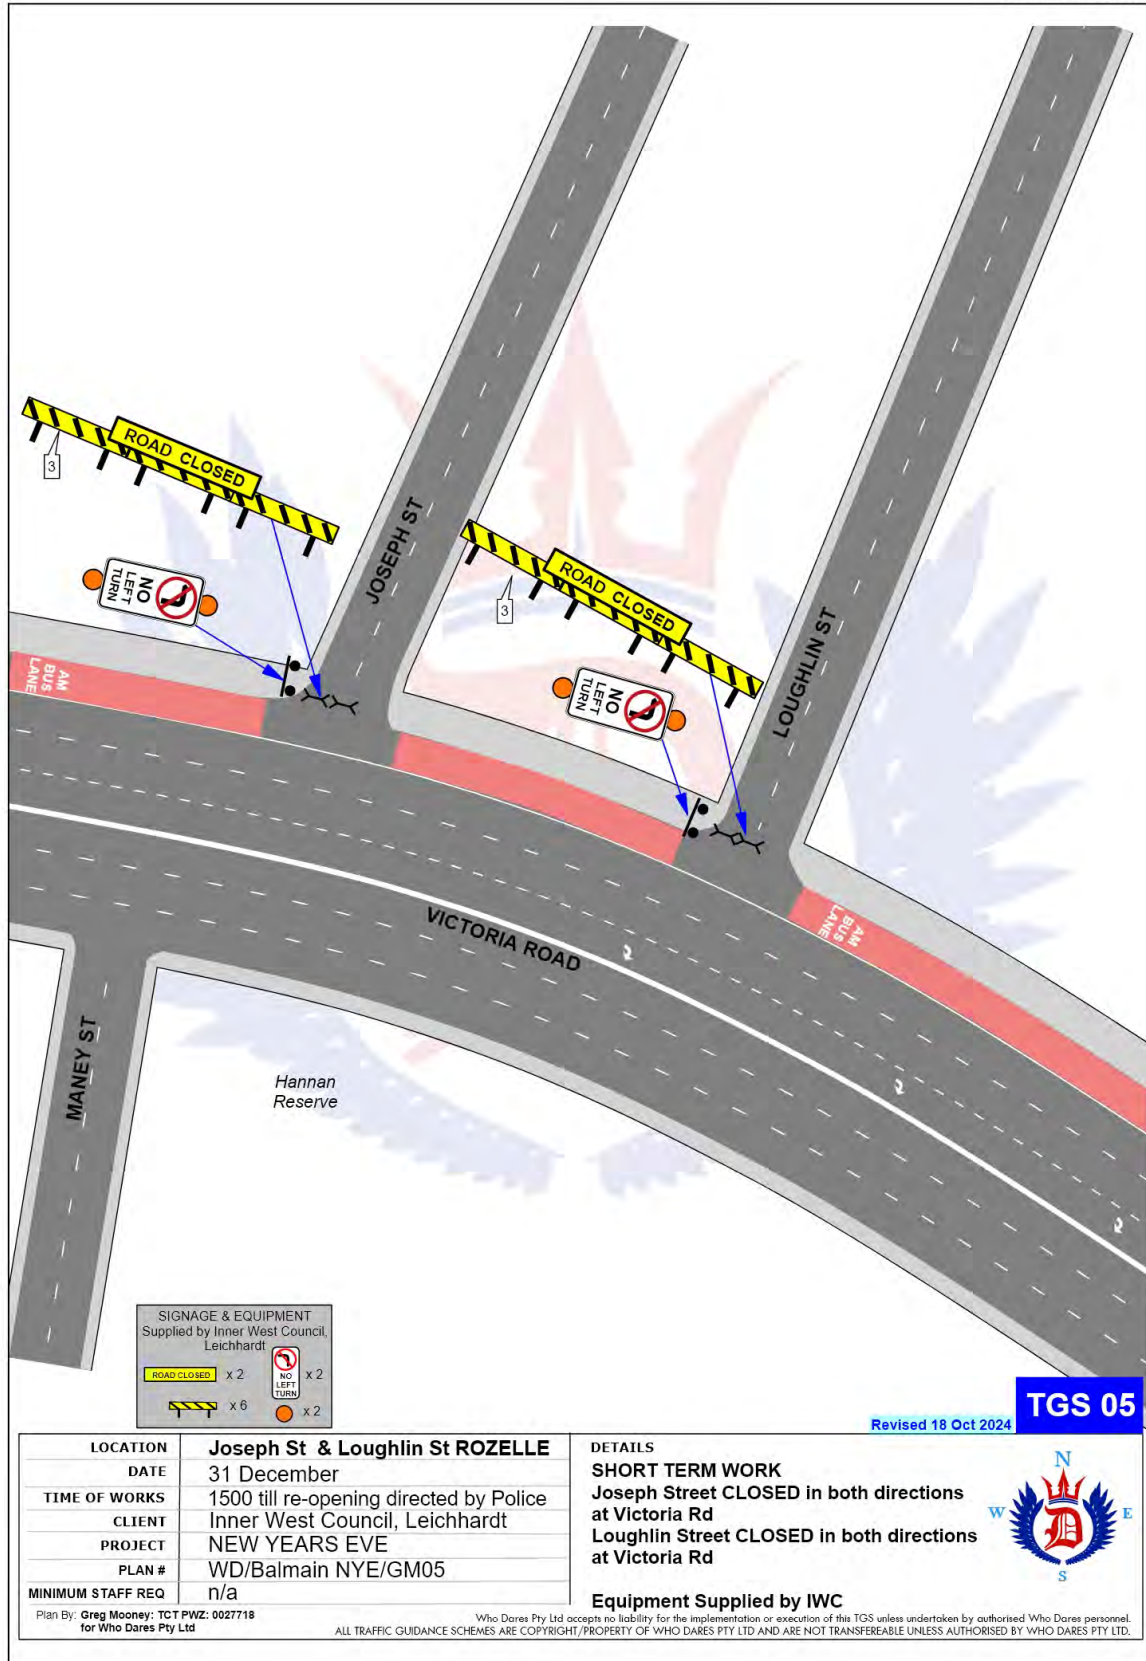 ROAD CLOSED
3
NO
LEFT
TURN
JOSEPH ST
ROAD CLOSED
3
NO
LEFT
TURN
LOUGHLIN ST
AM
BUS
LANE
AM
BUS
LANE
VICTORIA ROAD
MANEY ST
Hannan
Reserve
SIGNAGE & EQUIPMENT
Supplied by Inner West Council,
Leichhardt
ROAD CLOSED x 2
NO
LEFT
TURN
x 2
x 6
x 2
TGS 05
Revised 18 Oct 2024
LOCATION Joseph St & Loughlin St ROZELLE
DATE 31 December
TIME OF WORKS 1500 till re-opening directed by Police
CLIENT Inner West Council, Leichhardt
PROJECT NEW YEARS EVE
PLAN # WD/Balmain NYE/GM05
MINIMUM STAFF REQ n/a
DETAILS
SHORT TERM WORK
Joseph Street CLOSED in both directions
at Victoria Rd
Loughlin Street CLOSED in both directions
at Victoria Rd
Equipment Supplied by IWC
N
W
E
D
S
Plan By: Greg Mooney: TCT PWZ: 0027718
for Who Dares Pty Ltd
Who Dares Pty Ltd accepts no liability for the implementation or execution of this TGS unless undertaken by authorised Who Dares personnel.
ALL TRAFFIC GUIDANCE SCHEMES ARE COPYRIGHT/PROPERTY OF WHO DARES PTY LTD AND ARE NOT TRANSFEREABLE UNLESS AUTHORISED BY WHO DARES PTY LTD.